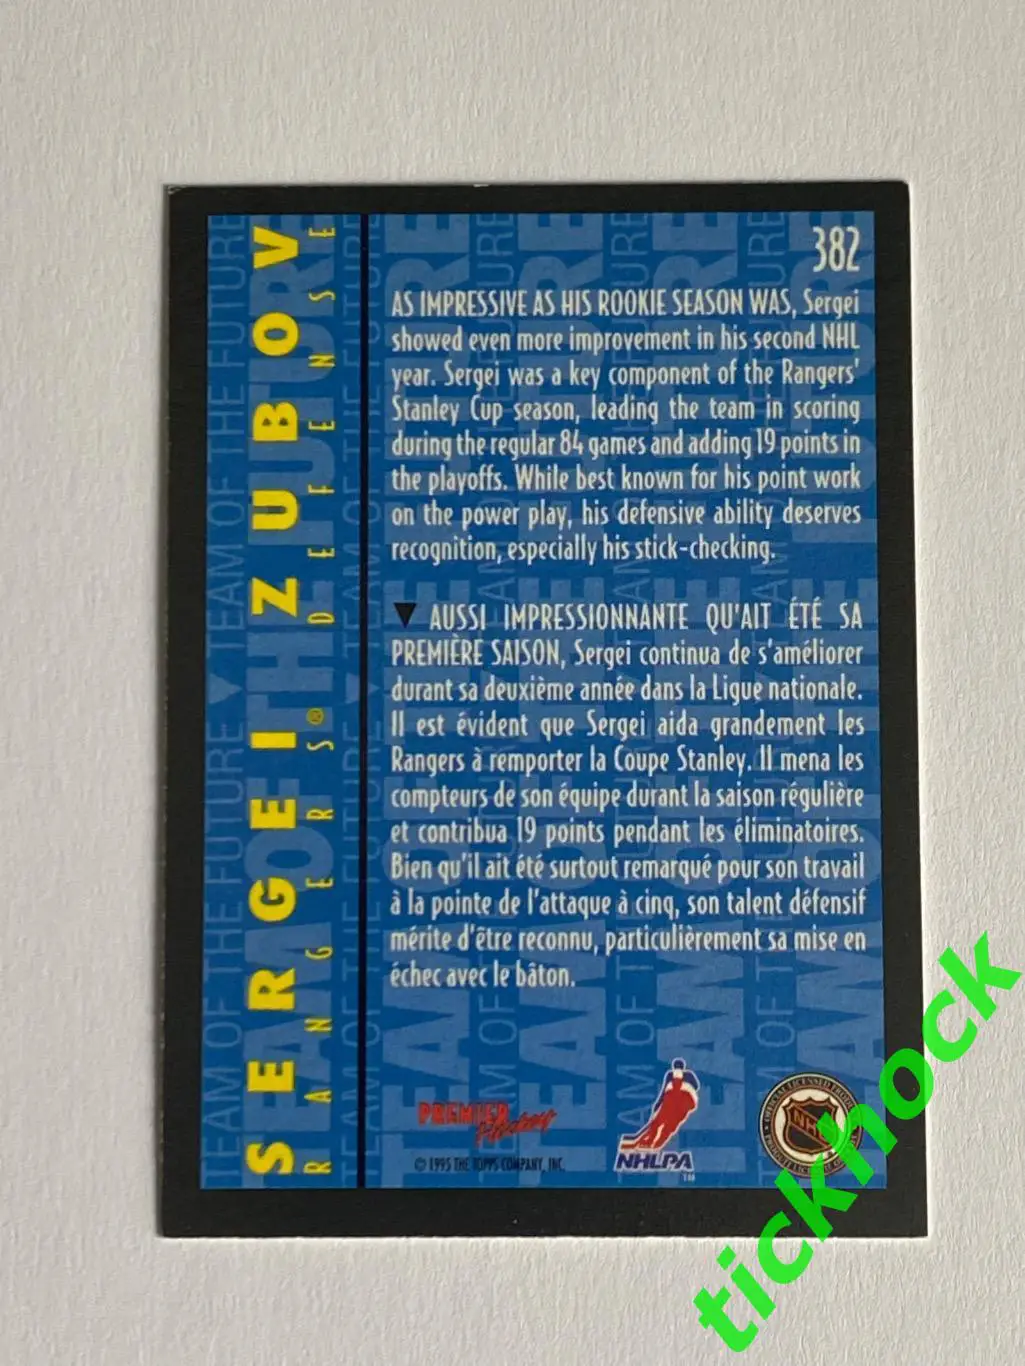 SERGEI ZUBOV
RANGERS® DEFENSE
382
AS IMPRESSIVE AS HIS ROOKIE SEASON WAS, Sergei
showed even more improvement in his second NHL
year. Sergei was a key component of the Rangers'
Stanley Cup season, leading the team in scoring
during the regular 84 games and adding 19 points in
the playoffs. While best known for his point work
on the power play, his defensive ability deserves
recognition, especially his stick-checking.
▼ AUSSI IMPRESSIONNANTE QU'AIT ÉTÉ SA
PREMIÈRE SAISON, Sergei continua de s'améliorer
durant sa deuxième année dans la Ligue nationale.
Il est évident que Sergei aida grandement les
Rangers à remporter la Coupe Stanley. Il mena les
compteurs de son équipe durant la saison régulière
et contribua 19 points pendant les éliminatoires.
Bien qu'il ait été surtout remarqué pour son travail
à la pointe de l'attaque à cinq, son talent défensif
mérite d'être reconnu, particulièrement sa mise en
échec avec le bâton.
PREMIER
Hockey
© 1995 THE TOPPS COMPANY, INC.
NHLPA
TM
NHL
TEAM OF THE FUTURE
ticknock